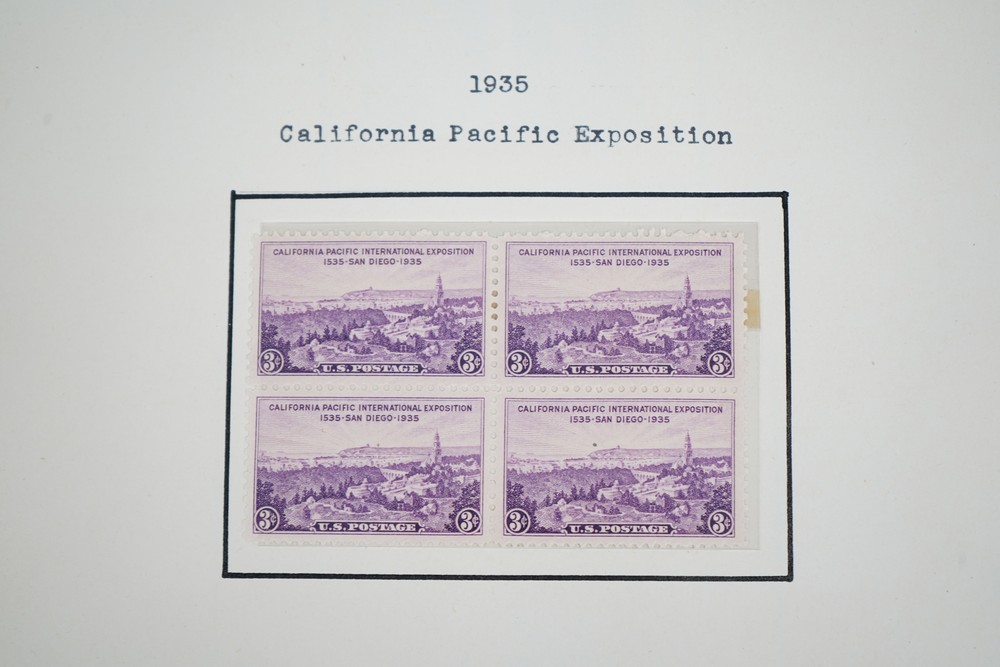 1935
California Pacific Exposition
CALIFORNIA PACIFIC INTERNATIONAL EXPOSITION
1535-SAN DIEGO-1935
3¢ U.S. POSTAGE 3¢
CALIFORNIA PACIFIC INTERNATIONAL EXPOSITION
1535-SAN DIEGO-1935
3¢ U.S. POSTAGE 3¢
CALIFORNIA PACIFIC INTERNATIONAL EXPOSITION
1535-SAN DIEGO-1935
3¢ U.S. POSTAGE 3¢
CALIFORNIA PACIFIC INTERNATIONAL EXPOSITION
1535-SAN DIEGO-1935
3¢ U.S. POSTAGE 3¢